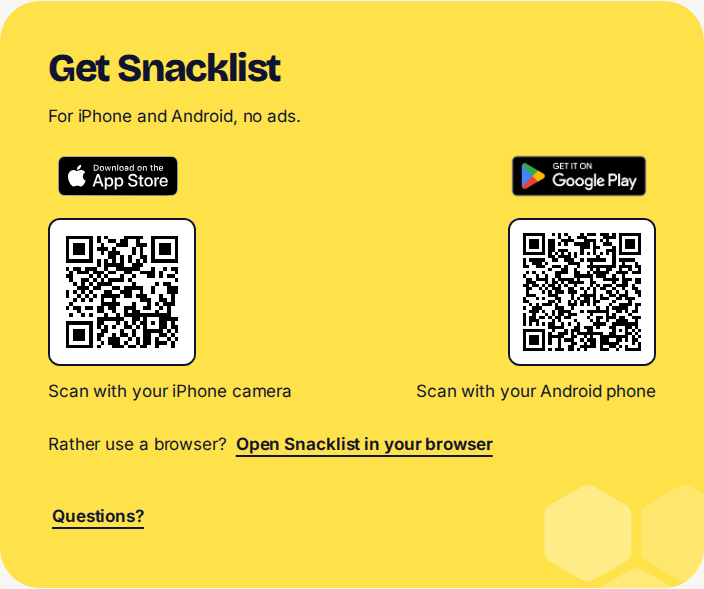 Get Snacklist
For iPhone and Android, no ads.
Download on the
App Store
GET IT ON
Google Play
Scan with your iPhone camera
Scan with your Android phone
Rather use a browser? Open Snacklist in your browser
Questions?